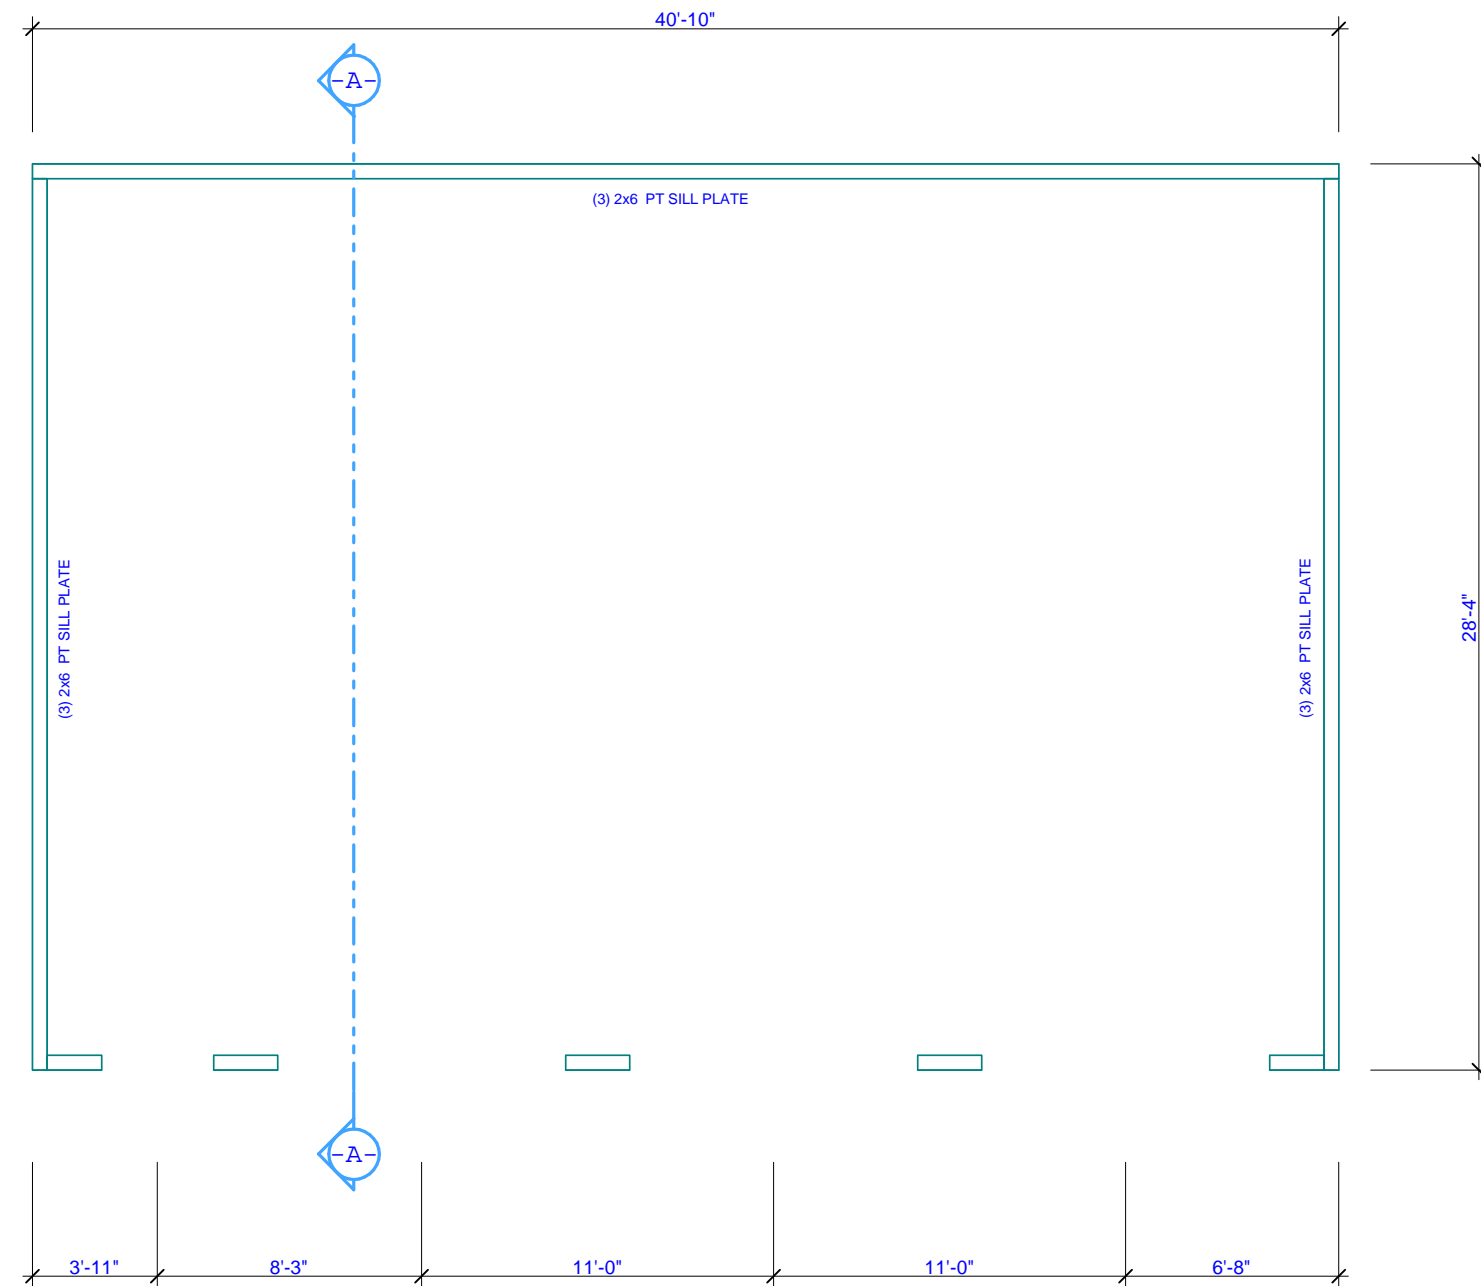 40'-10"
-A-
(3) 2x6 PT SILL PLATE
(3) 2x6 PT SILL PLATE
(3) 2x6 PT SILL PLATE
28'-4"
-A-
3'-11"
8'-3"
11'-0"
11'-0"
6'-8"